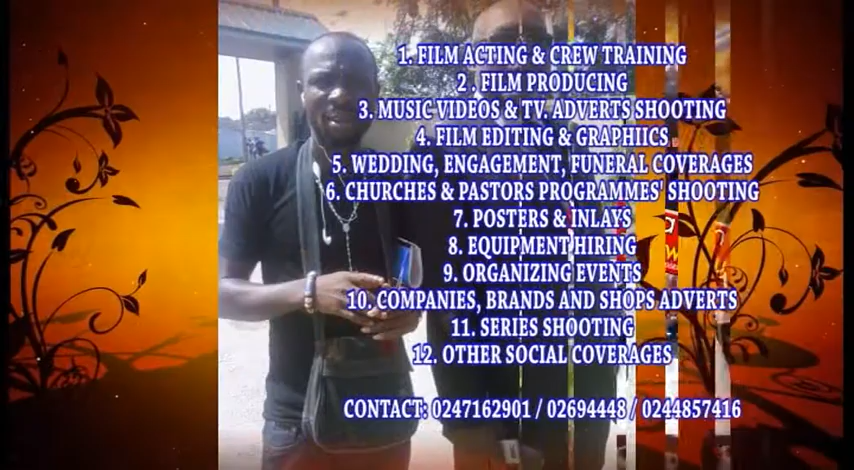 1. FILM ACTING & CREW TRAINING
2 . FILM PRODUCING
3. MUSIC VIDEOS & TV. ADVERTS SHOOTING
4. FILM EDITING & GRAPHIICS
5. WEDDING, ENGAGEMENT, FUNERAL COVERAGES
6. CHURCHES & PASTORS PROGRAMMES' SHOOTING
7. POSTERS & INLAYS
8. EQUIPMENT HIRING
9. ORGANIZING EVENTS
10. COMPANIES, BRANDS AND SHOPS ADVERTS
11. SERIES SHOOTING
12. OTHER SOCIAL COVERAGES
CONTACT: 0247162901 / 02694448 / 0244857416